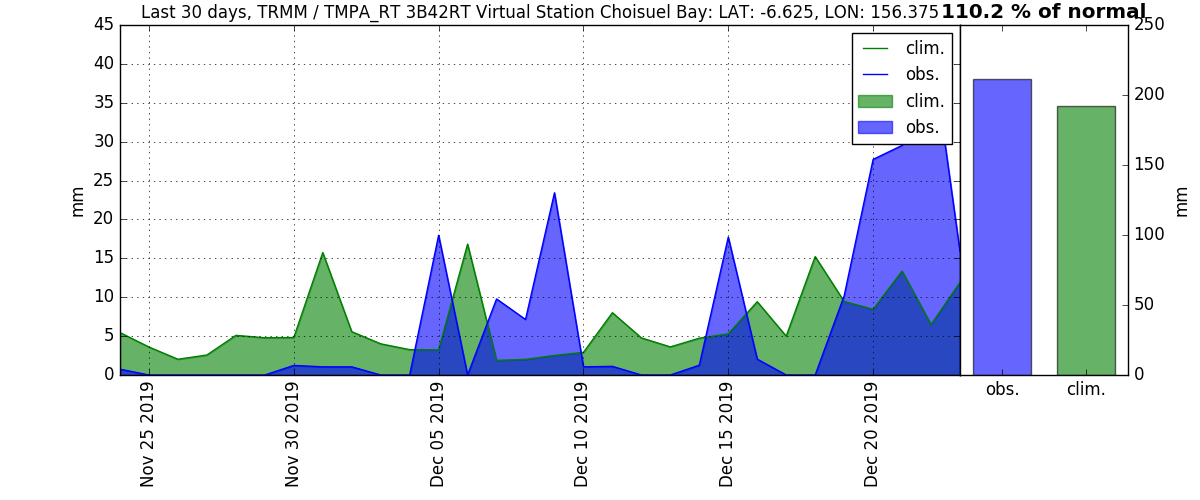 Last 30 days, TRMM / TMPA_RT 3B42RT Virtual Station Choisuel Bay: LAT: -6.625, LON: 156.375
110.2 % of normal
45
40
35
30
25
20
15
10
5
0
mm
Nov 25 2019
Nov 30 2019
Dec 05 2019
Dec 10 2019
Dec 15 2019
Dec 20 2019
clim.
obs.
clim.
obs.
250
200
150
100
50
0
mm
obs.
clim.